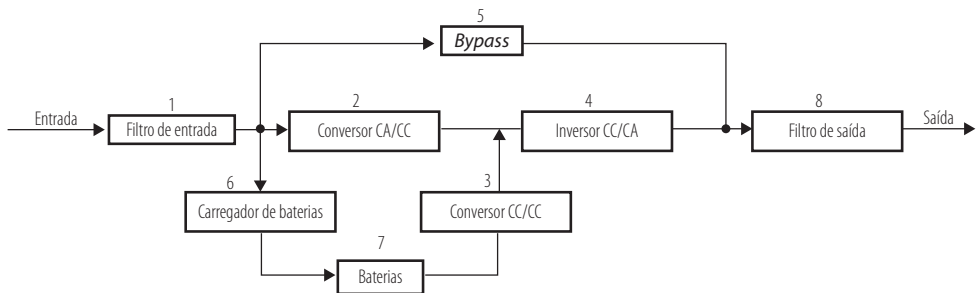 5
Bypass
Entrada
1
Filtro de entrada
2
Conversor CA/CC
4
Inversor CC/CA
8
Filtro de saída
Saída
6
Carregador de baterias
3
Conversor CC/CC
7
Baterias